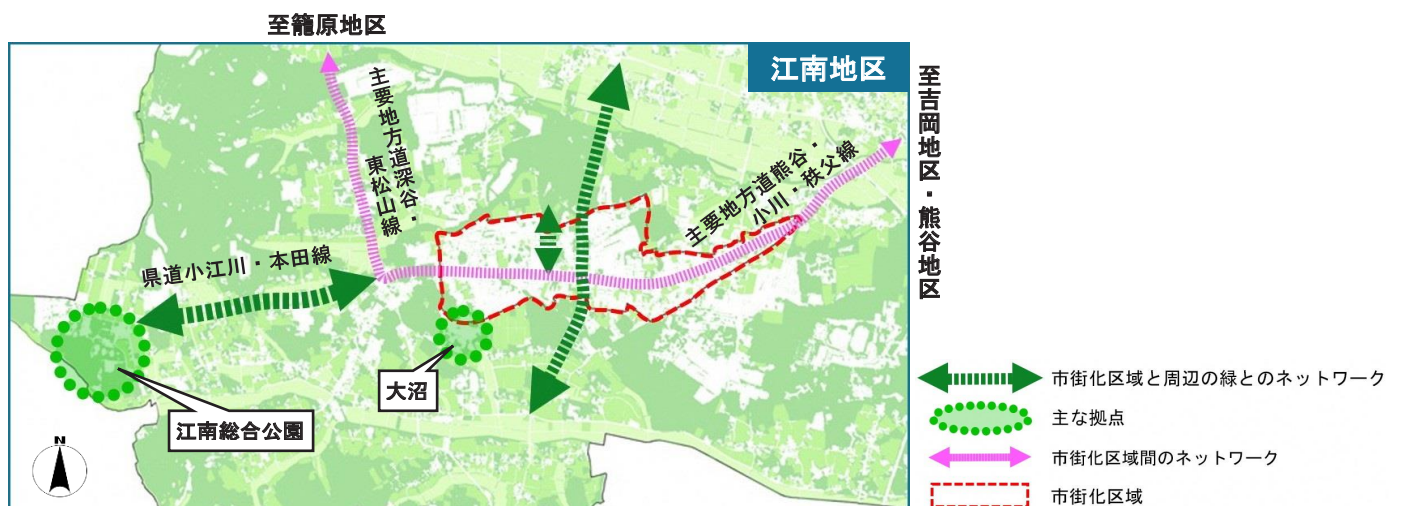 至籠原地区
江南地区
至吉岡地区・熊谷地区
主要地方道深谷・
東松山線
主要地方道熊谷・
小川・秩父線
県道小江川・本田線
大沼
江南総合公園
N
市街化区域と周辺の緑とのネットワーク
主な拠点
市街化区域間のネットワーク
市街化区域